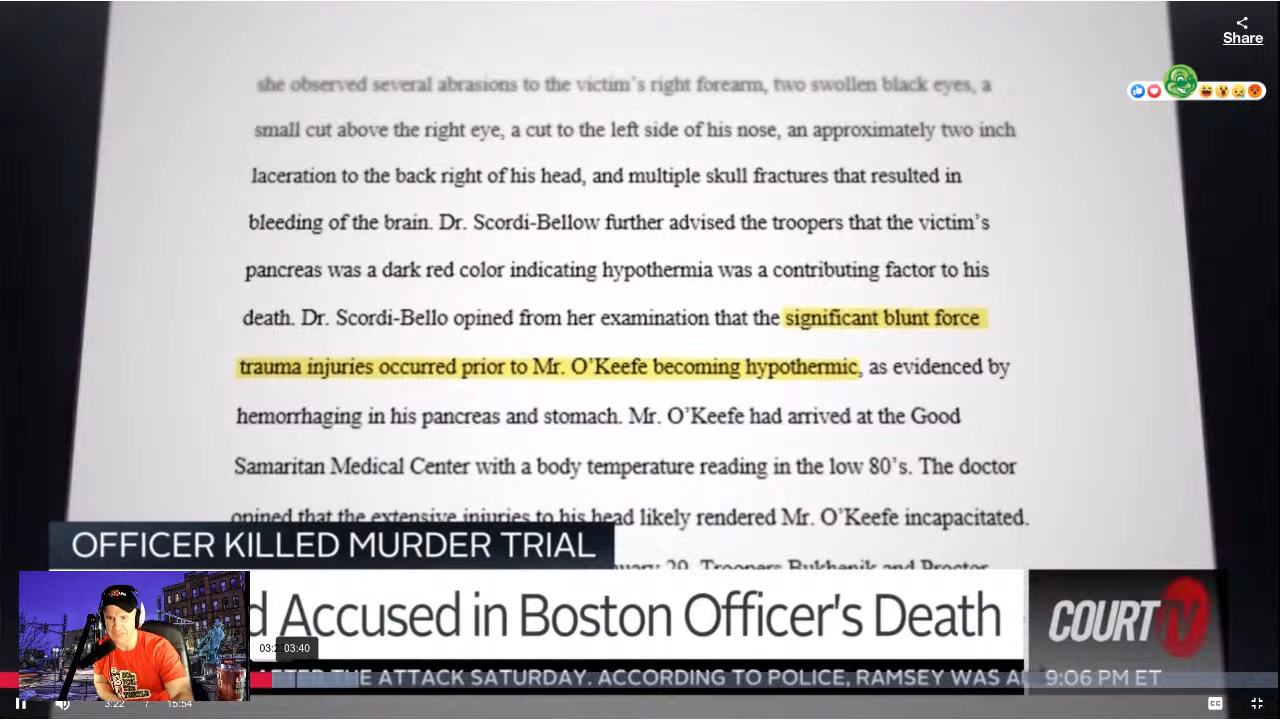 Share
she observed several abrasions to the victim's right forearm, two swollen black eyes, a
small cut above the right eye, a cut to the left side of his nose, an approximately two inch
laceration to the back right of his head, and multiple skull fractures that resulted in
bleeding of the brain. Dr. Scordi-Bellow further advised the troopers that the victim's
pancreas was a dark red color indicating hypothermia was a contributing factor to his
death. Dr. Scordi-Bello opined from her examination that the significant blunt force
trauma injuries occurred prior to Mr. O'Keefe becoming hypothermic, as evidenced by
hemorrhaging in his pancreas and stomach. Mr. O'Keefe had arrived at the Good
Samaritan Medical Center with a body temperature reading in the low 80's. The doctor
opined that the extensive injuries to his head likely rendered Mr. O'Keefe incapacitated.
20, Troopers Bukhenik and Proctor
OFFICER KILLED MURDER TRIAL
d Accused in Boston Officer's Death
COURT TV
03:40
THE ATTACK SATURDAY. ACCORDING TO POLICE, RAMSEY WAS
9:06 PM ET
3:22 / 15:54
CC